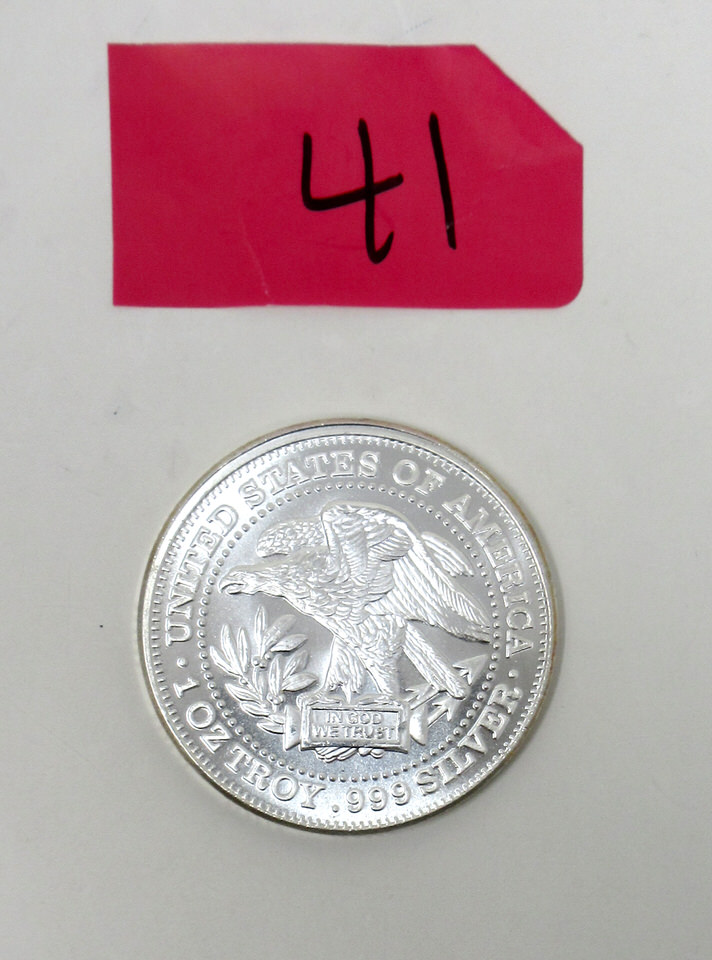 41
UNITED STATES OF AMERICA
IN GOD
WE TRUST
· 1 OZ TROY .999 SILVER ·